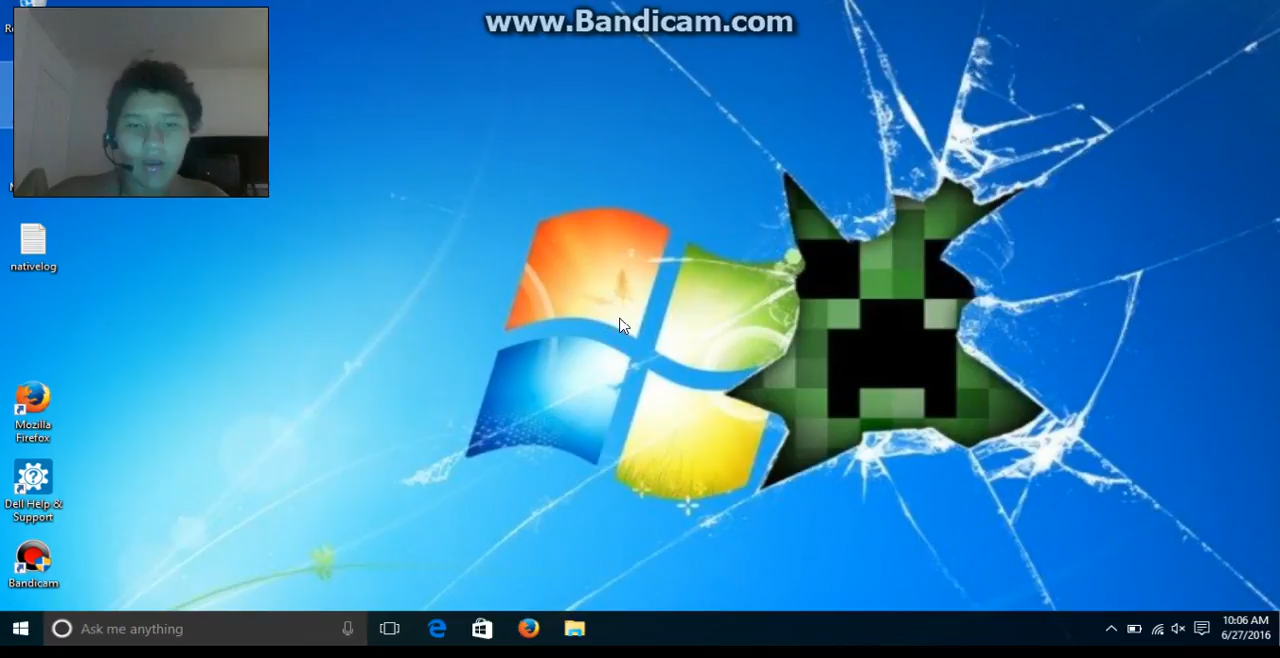 www.Bandicam.com
nativelog
Mozilla
Firefox
Dell Help &
Support
Bandicam
Ask me anything
10:06 AM
6/27/2016